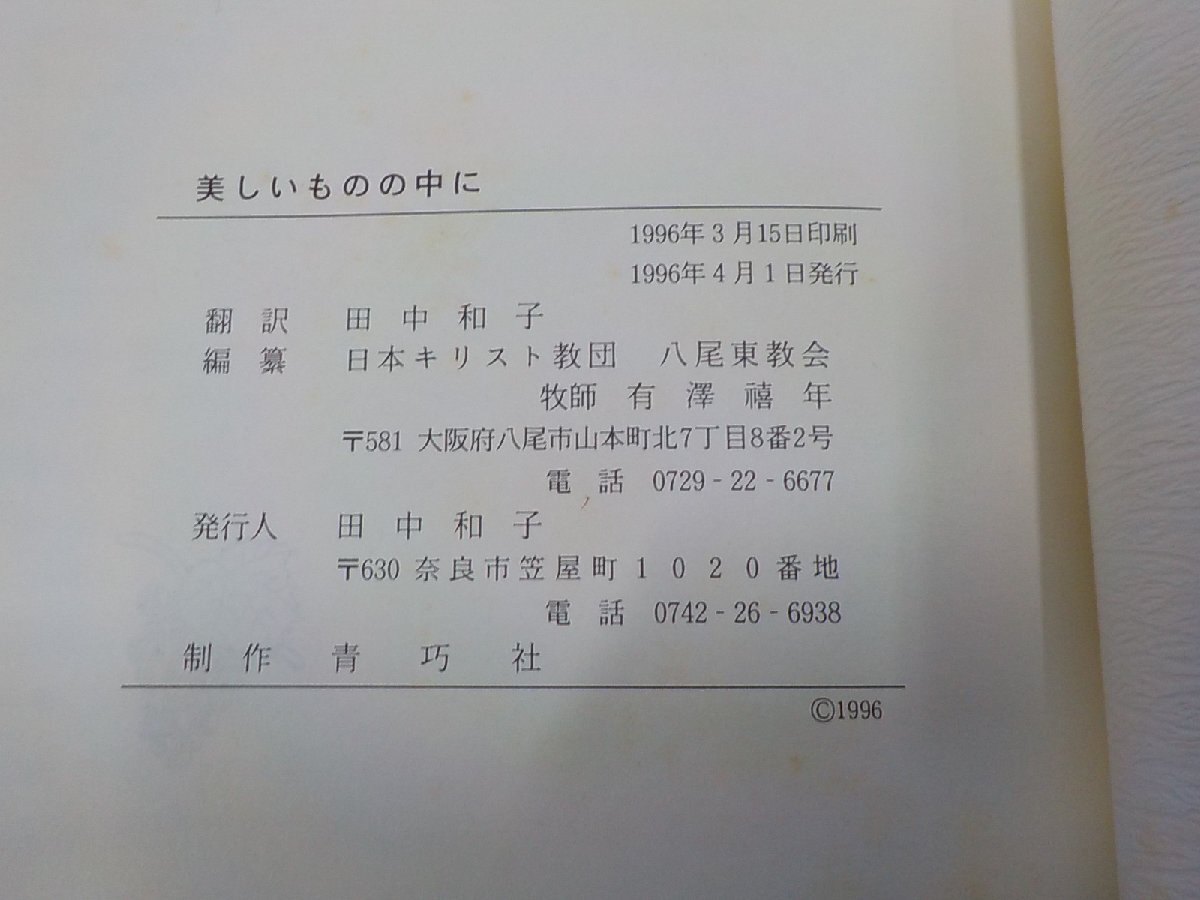 美しいものの中に
1996年3月15日印刷
1996年4月1日発行
翻訳 田中和子
編纂 日本キリスト教団 八尾東教会
牧師 有澤禧年
〒581 大阪府八尾市山本町北7丁目8番2号
電話 0729-22-6677
発行人 田中和子
〒630 奈良市笠屋町1020番地
電話 0742-26-6938
制作 青巧社
©1996